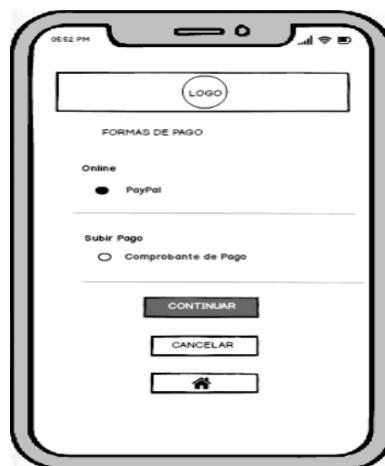 05:52 PM
LOGO
FORMAS DE PAGO
Online
PayPal
Subir Pago
Comprobante de Pago
CONTINUAR
CANCELAR